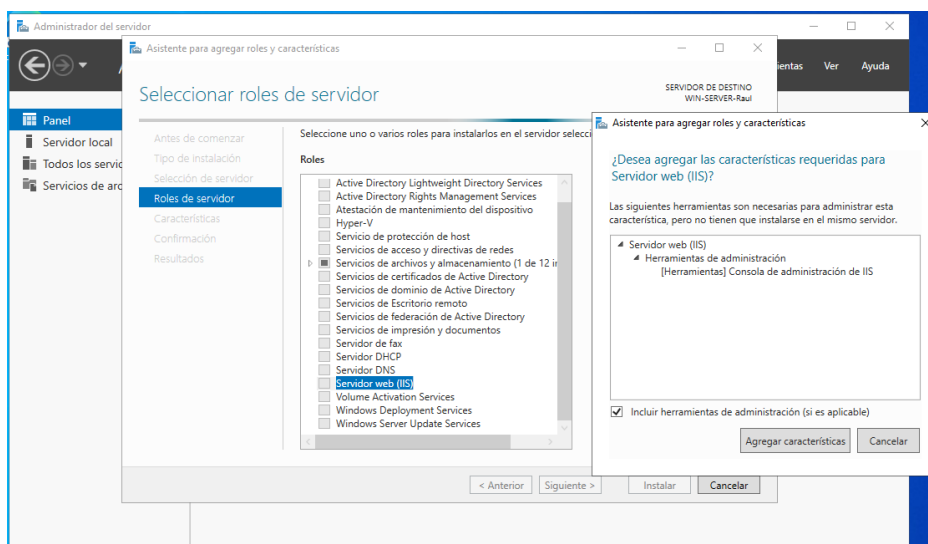 Administrador del servidor
Asistente para agregar roles y características
Ver
Ayuda
Seleccionar roles de servidor
SERVIDOR DE DESTINO
WIN-SERVER-Raul
Panel
Servidor local
Todos los servic
Servicios de arc
Antes de comenzar
Tipo de instalación
Selección de servidor
Roles de servidor
Características
Confirmación
Resultados
Seleccione uno o varios roles para instalarlos en el servidor selecci
Roles
Active Directory Lightweight Directory Services
Active Directory Rights Management Services
Atestación de mantenimiento del dispositivo
Hyper-V
Servicio de protección de host
Servicios de acceso y directivas de redes
Servicios de archivos y almacenamiento (1 de 12 in
Servicios de certificados de Active Directory
Servicios de dominio de Active Directory
Servicios de Escritorio remoto
Servicios de federación de Active Directory
Servicios de impresión y documentos
Servidor de fax
Servidor DHCP
Servidor DNS
Servidor web (IIS)
Volume Activation Services
Windows Deployment Services
Windows Server Update Services
< Anterior
Siguiente >
Instalar
Cancelar
Asistente para agregar roles y características
¿Desea agregar las características requeridas para
Servidor web (IIS)?
Las siguientes herramientas son necesarias para administrar esta
característica, pero no tienen que instalarse en el mismo servidor.
Servidor web (IIS)
Herramientas de administración
[Herramientas] Consola de administración de IIS
Incluir herramientas de administración (si es aplicable)
Agregar características
Cancelar